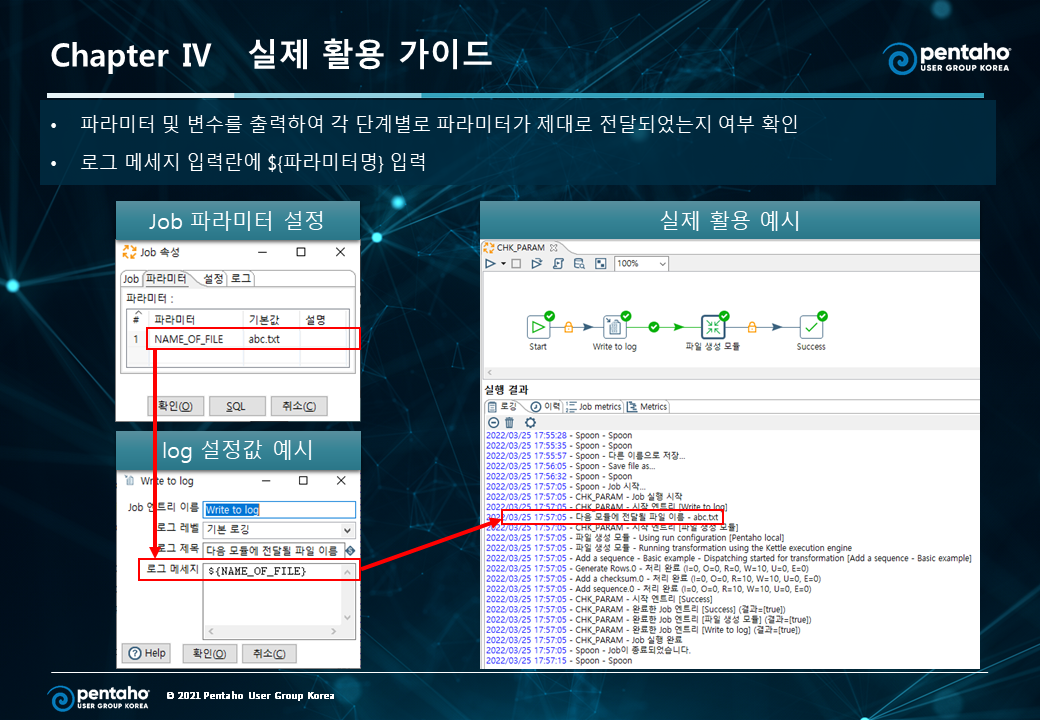 Chapter Ⅳ 실제 활용 가이드
pentaho
USER GROUP KOREA
• 파라미터 및 변수를 출력하여 각 단계별로 파라미터가 제대로 전달되었는지 여부 확인
• 로그 메세지 입력란에 ${파라미터명} 입력
Job 파라미터 설정
Job 속성
Job 파라미터 설정 로그
파라미터 :
# 파라미터 기본값 설명
1 NAME_OF_FILE abc.txt
확인(O) SQL 취소(C)
log 설정값 예시
Write to log
Job 엔트리 이름 Write to log
로그 레벨 기본 로깅
로그 제목 다음 모듈에 전달될 파일 이름
로그 메세지 ${NAME_OF_FILE}
Help 확인(O) 취소(C)
실제 활용 예시
CHK_PARAM
100%
Start Write to log 파일 생성 모듈 Success
실행 결과
로깅 이력 Job metrics Metrics
2022/03/25 17:55:28 - Spoon - Spoon
2022/03/25 17:55:35 - Spoon - Spoon
2022/03/25 17:55:57 - Spoon - 다른 이름으로 저장...
2022/03/25 17:56:05 - Spoon - Save file as...
2022/03/25 17:56:32 - Spoon - Spoon
2022/03/25 17:57:05 - Spoon - Job 시작...
2022/03/25 17:57:05 - CHK_PARAM - Job 실행 시작
2022/03/25 17:57:05 - CHK_PARAM - 시작 엔트리 [Write to log]
2022/03/25 17:57:05 - 다음 모듈에 전달될 파일 이름 - abc.txt
2022/03/25 17:57:05 - CHK_PARAM - 시작 엔트리 [파일 생성 모듈]
2022/03/25 17:57:05 - 파일 생성 모듈 - Using run configuration [Pentaho local]
2022/03/25 17:57:05 - 파일 생성 모듈 - Running transformation using the Kettle execution engine
2022/03/25 17:57:05 - Add a sequence - Basic example - Dispatching started for transformation [Add a sequence - Basic example]
2022/03/25 17:57:05 - Generate Rows.0 - 처리 완료 (I=0, O=0, R=0, W=10, U=0, E=0)
2022/03/25 17:57:05 - Add a checksum.0 - 처리 완료 (I=0, O=0, R=10, W=10, U=0, E=0)
2022/03/25 17:57:05 - Add sequence.0 - 처리 완료 (I=0, O=0, R=10, W=10, U=0, E=0)
2022/03/25 17:57:05 - CHK_PARAM - 시작 엔트리 [Success]
2022/03/25 17:57:05 - CHK_PARAM - 완료한 Job 엔트리 [Success] (결과=[true])
2022/03/25 17:57:05 - CHK_PARAM - 완료한 Job 엔트리 [파일 생성 모듈] (결과=[true])
2022/03/25 17:57:05 - CHK_PARAM - 완료한 Job 엔트리 [Write to log] (결과=[true])
2022/03/25 17:57:05 - CHK_PARAM - Job 실행 완료
2022/03/25 17:57:05 - Spoon - Job이 종료되었습니다.
2022/03/25 17:57:15 - Spoon - Spoon
pentaho
USER GROUP KOREA
© 2021 Pentaho User Group Korea